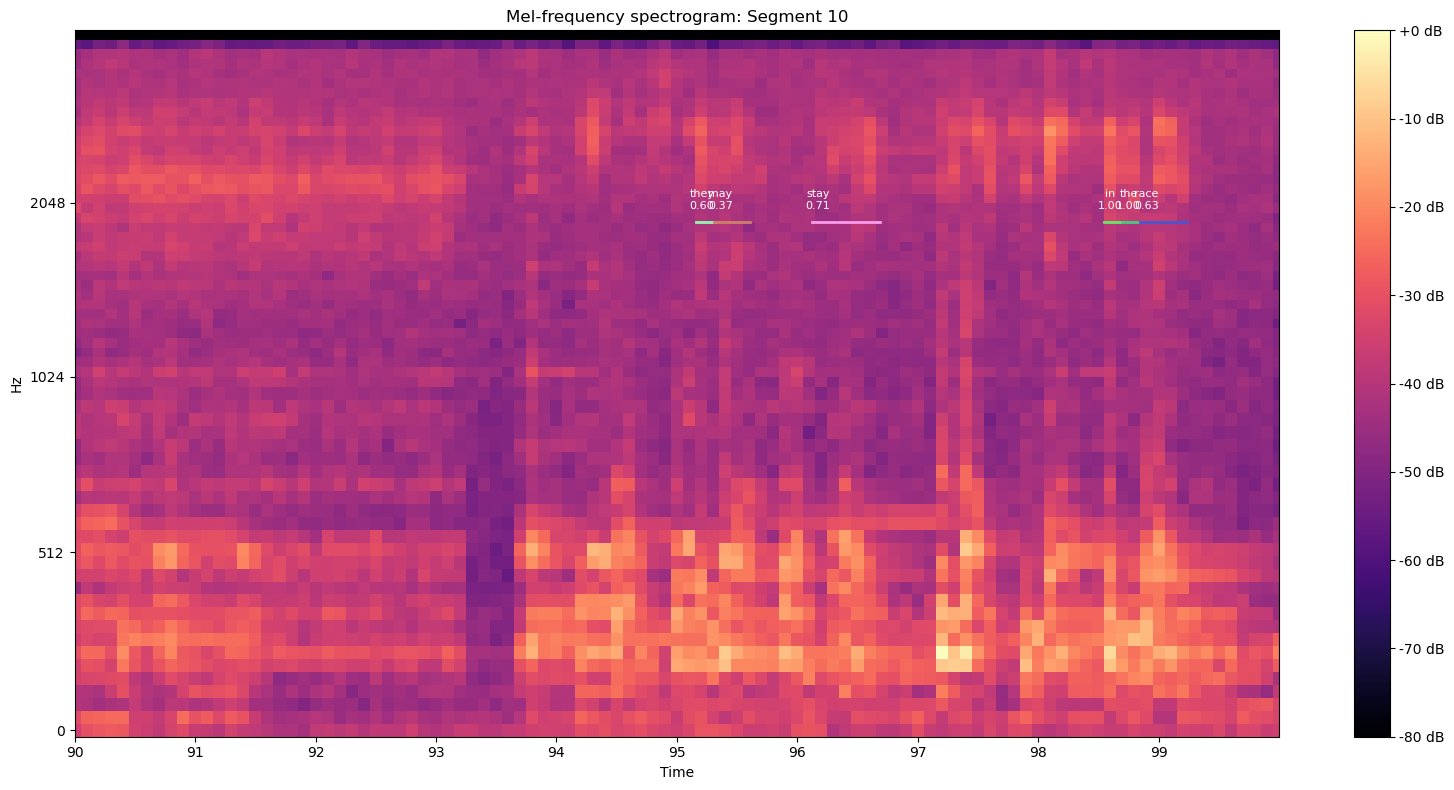 Mel-frequency spectrogram: Segment 10
+0 dB
-10 dB
-20 dB
-30 dB
-40 dB
-50 dB
-60 dB
-70 dB
-80 dB
Hz
2048
1024
512
0
they may stay in the race
0.60 0.37 0.71 1.00 1.00 0.63
90 91 92 93 94 95 96 97 98 99
Time